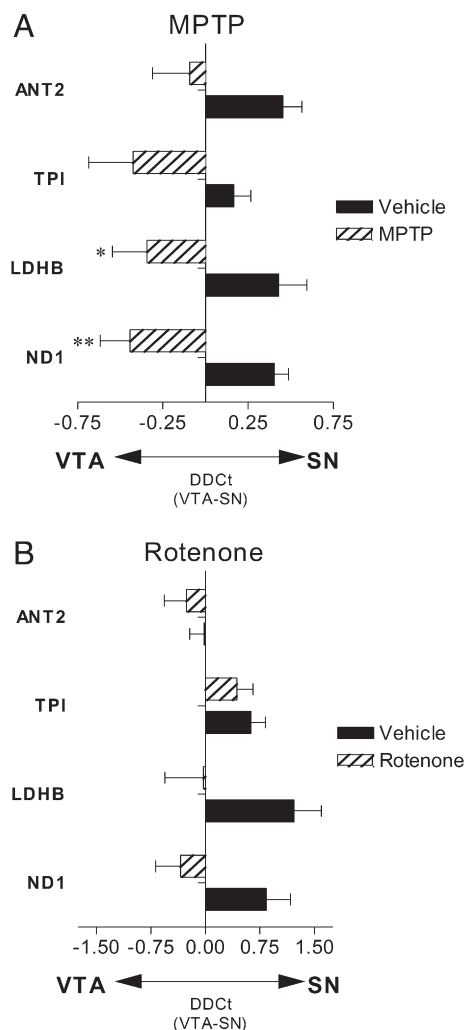 A
MPTP
ANT2
TPI
Vehicle
MPTP
*
LDHB
**
ND1
-0.75
-0.25
0.25
0.75
VTA
SN
DDCt
(VTA-SN)
B
Rotenone
ANT2
TPI
Vehicle
Rotenone
LDHB
ND1
-1.50
-0.75
0.00
0.75
1.50
VTA
SN
DDCt
(VTA-SN)